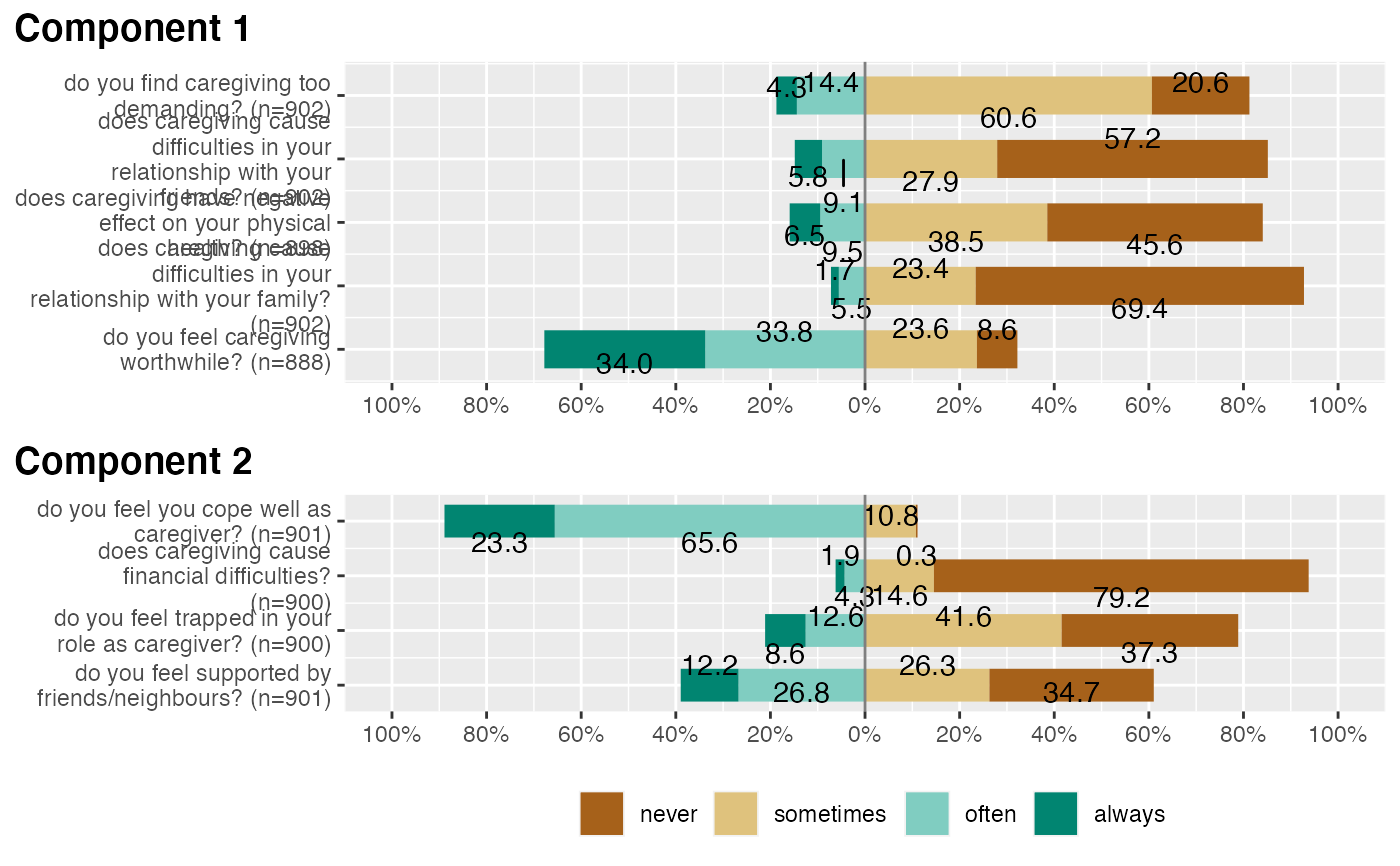 Component 1
do you find caregiving too
demanding? (n=902)
does caregiving cause
difficulties in your
relationship with your
friends? (n=902)
does caregiving have negative
effect on your physical
health? (n=898)
does caregiving cause
difficulties in your
relationship with your family?
(n=902)
do you feel caregiving
worthwhile? (n=888)
4.3 14.4 60.6 20.6
5.8 9.1 27.9 57.2
6.5 9.5 38.5 45.6
1.7 5.5 23.4 69.4
34.0 33.8 23.6 8.6
100% 80% 60% 40% 20% 0% 20% 40% 60% 80% 100%
Component 2
do you feel you cope well as
caregiver? (n=901)
does caregiving cause
financial difficulties?
(n=900)
do you feel trapped in your
role as caregiver? (n=900)
do you feel supported by
friends/neighbours? (n=901)
23.3 65.6 10.8 0.3
1.9 4.3 14.6 79.2
8.6 12.6 41.6 37.3
12.2 26.8 26.3 34.7
100% 80% 60% 40% 20% 0% 20% 40% 60% 80% 100%
never sometimes often always